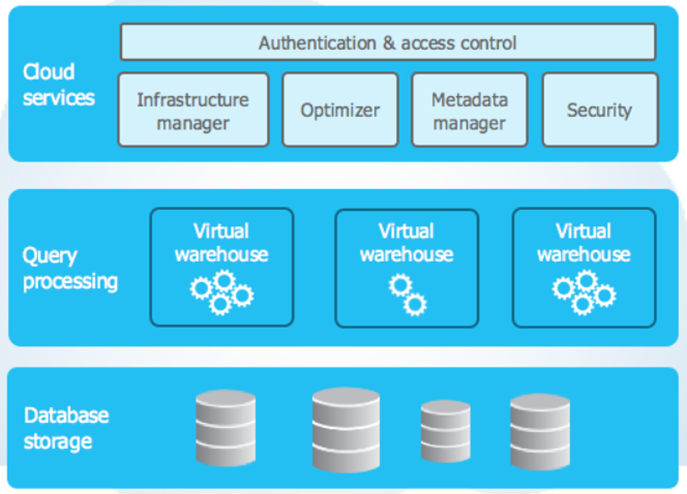 Cloud
services
Authentication & access control
Infrastructure
manager
Optimizer
Metadata
manager
Security
Query
processing
Virtual
warehouse
Virtual
warehouse
Virtual
warehouse
Database
storage